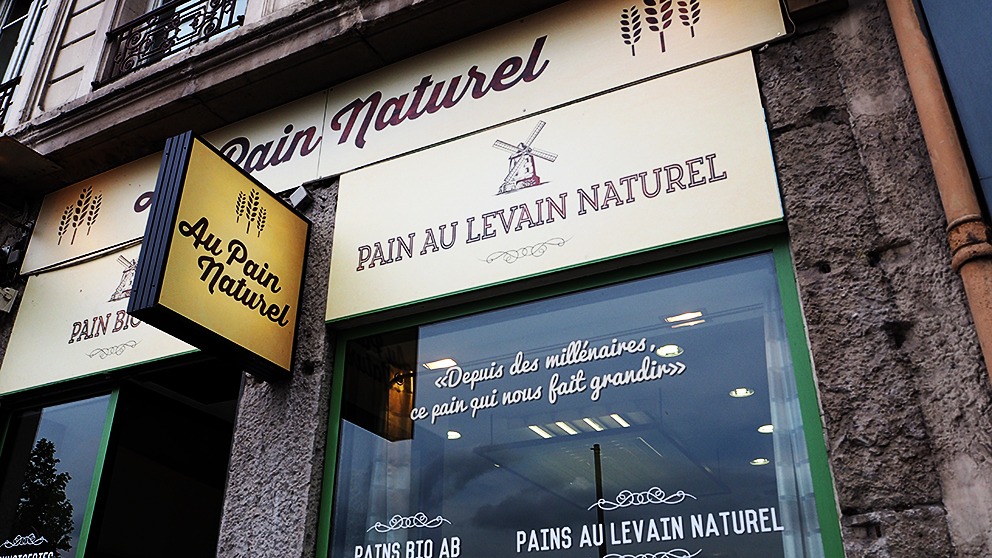 Pain Naturel
Au Pain
Naturel
PAIN AU LEVAIN NATUREL
PAIN BIO
«Depuis des millénaires,
ce pain qui nous fait grandir»
PAINS BIO AB
PAINS AU LEVAIN NATUREL